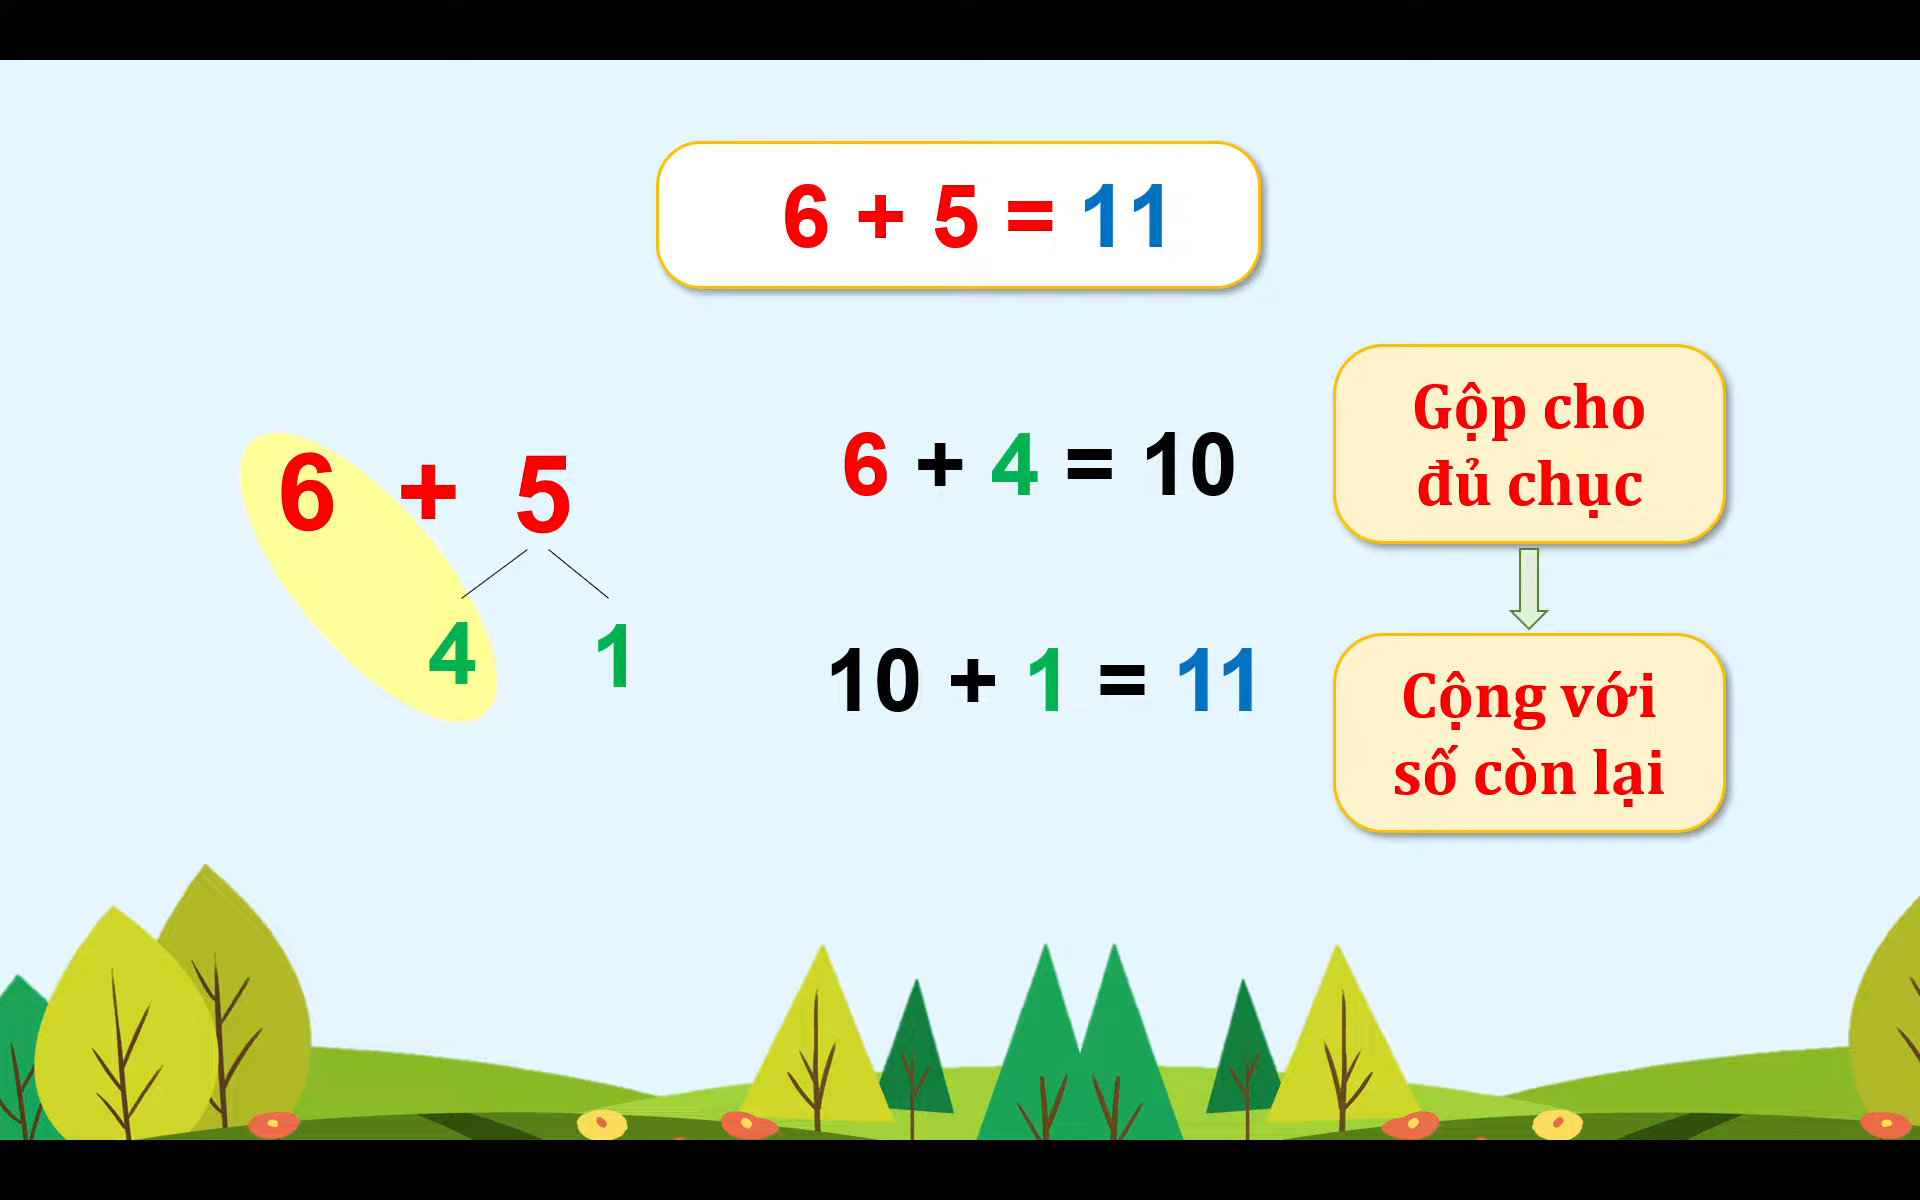 6 + 5 = 11
6 + 5
4 1
6 + 4 = 10
10 + 1 = 11
Gộp cho
đủ chục
Cộng với
số còn lại